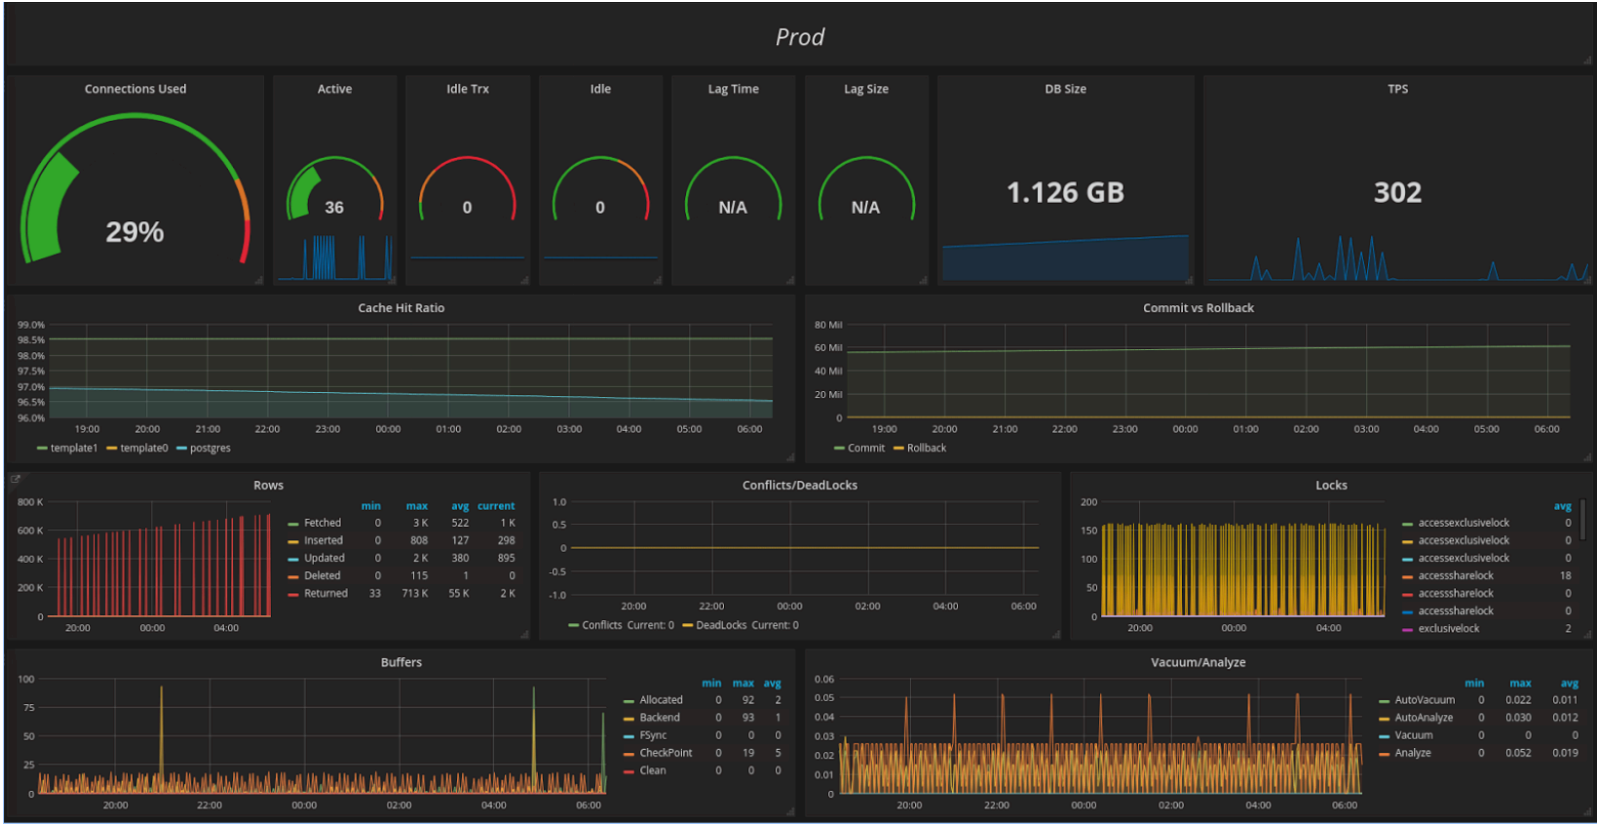 Prod
Connections Used
Active
Idle Trx
Idle
Lag Time
Lag Size
DB Size
TPS
29%
36
0
0
N/A
N/A
1.126 GB
302
Cache Hit Ratio
99.0%
98.5%
98.0%
97.5%
97.0%
96.5%
96.0%
19:00 20:00 21:00 22:00 23:00 00:00 01:00 02:00 03:00 04:00 05:00 06:00
template1 template0 postgres
Commit vs Rollback
80 Mil
60 Mil
40 Mil
20 Mil
0
19:00 20:00 21:00 22:00 23:00 00:00 01:00 02:00 03:00 04:00 05:00 06:00
Commit Rollback
Rows
800 K
600 K
400 K
200 K
0
20:00 00:00 04:00
min max avg current
Fetched 0 3 K 522 1 K
Inserted 0 808 127 298
Updated 0 2 K 380 895
Deleted 0 115 1 0
Returned 33 713 K 55 K 2 K
Conflicts/DeadLocks
1.0
0.5
0
-0.5
-1.0
20:00 22:00 00:00 02:00 04:00 06:00
Conflicts Current: 0 DeadLocks Current: 0
Locks
200
150
100
50
0
20:00 00:00 04:00
avg
accessexclusivelock 0
accessexclusivelock 0
accessexclusivelock 0
accesssharelock 18
accesssharelock 0
accesssharelock 0
exclusivelock 2
Buffers
100
75
50
25
0
20:00 22:00 00:00 02:00 04:00 06:00
min max avg
Allocated 0 92 2
Backend 0 93 1
FSync 0 0 0
CheckPoint 0 19 5
Clean 0 0 0
Vacuum/Analyze
0.06
0.05
0.04
0.03
0.02
0.01
0
20:00 22:00 00:00 02:00 04:00 06:00
min max avg
AutoVacuum 0 0.022 0.011
AutoAnalyze 0 0.030 0.012
Vacuum 0 0 0
Analyze 0 0.052 0.019